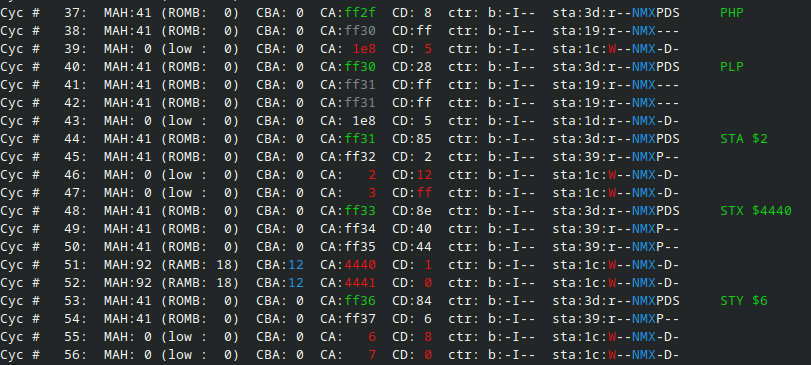 Cyc #   37:  MAH:41 (ROMB:  0)  CBA: 0  CA:ff2f  CD: 8  ctr: b:-I--  sta:3d:r--NMXPDS     PHP
Cyc #   38:  MAH:41 (ROMB:  0)  CBA: 0  CA:ff30  CD:ff  ctr: b:-I--  sta:19:r--NMX---
Cyc #   39:  MAH: 0 (low :  0)  CBA: 0  CA: 1e8  CD: 5  ctr: b:-I--  sta:1c:W--NMX-D-
Cyc #   40:  MAH:41 (ROMB:  0)  CBA: 0  CA:ff30  CD:28  ctr: b:-I--  sta:3d:r--NMXPDS     PLP
Cyc #   41:  MAH:41 (ROMB:  0)  CBA: 0  CA:ff31  CD:ff  ctr: b:-I--  sta:19:r--NMX---
Cyc #   42:  MAH:41 (ROMB:  0)  CBA: 0  CA:ff31  CD:ff  ctr: b:-I--  sta:19:r--NMX---
Cyc #   43:  MAH: 0 (low :  0)  CBA: 0  CA: 1e8  CD: 5  ctr: b:-I--  sta:1d:r--NMX-D-
Cyc #   44:  MAH:41 (ROMB:  0)  CBA: 0  CA:ff31  CD:85  ctr: b:-I--  sta:3d:r--NMXPDS     STA $2
Cyc #   45:  MAH:41 (ROMB:  0)  CBA: 0  CA:ff32  CD: 2  ctr: b:-I--  sta:39:r--NMXP--
Cyc #   46:  MAH: 0 (low :  0)  CBA: 0  CA:   2  CD:12  ctr: b:-I--  sta:1c:W--NMX-D-
Cyc #   47:  MAH: 0 (low :  0)  CBA: 0  CA:   3  CD:ff  ctr: b:-I--  sta:1c:W--NMX-D-
Cyc #   48:  MAH:41 (ROMB:  0)  CBA: 0  CA:ff33  CD:8e  ctr: b:-I--  sta:3d:r--NMXPDS     STX $4440
Cyc #   49:  MAH:41 (ROMB:  0)  CBA: 0  CA:ff34  CD:40  ctr: b:-I--  sta:39:r--NMXP--
Cyc #   50:  MAH:41 (ROMB:  0)  CBA: 0  CA:ff35  CD:44  ctr: b:-I--  sta:39:r--NMXP--
Cyc #   51:  MAH:92 (RAMB: 18)  CBA:12  CA:4440  CD: 1  ctr: b:-I--  sta:1c:W--NMX-D-
Cyc #   52:  MAH:92 (RAMB: 18)  CBA:12  CA:4441  CD: 0  ctr: b:-I--  sta:1c:W--NMX-D-
Cyc #   53:  MAH:41 (ROMB:  0)  CBA: 0  CA:ff36  CD:84  ctr: b:-I--  sta:3d:r--NMXPDS     STY $6
Cyc #   54:  MAH:41 (ROMB:  0)  CBA: 0  CA:ff37  CD: 6  ctr: b:-I--  sta:39:r--NMXP--
Cyc #   55:  MAH: 0 (low :  0)  CBA: 0  CA:   6  CD: 8  ctr: b:-I--  sta:1c:W--NMX-D-
Cyc #   56:  MAH: 0 (low :  0)  CBA: 0  CA:   7  CD: 0  ctr: b:-I--  sta:1c:W--NMX-D-